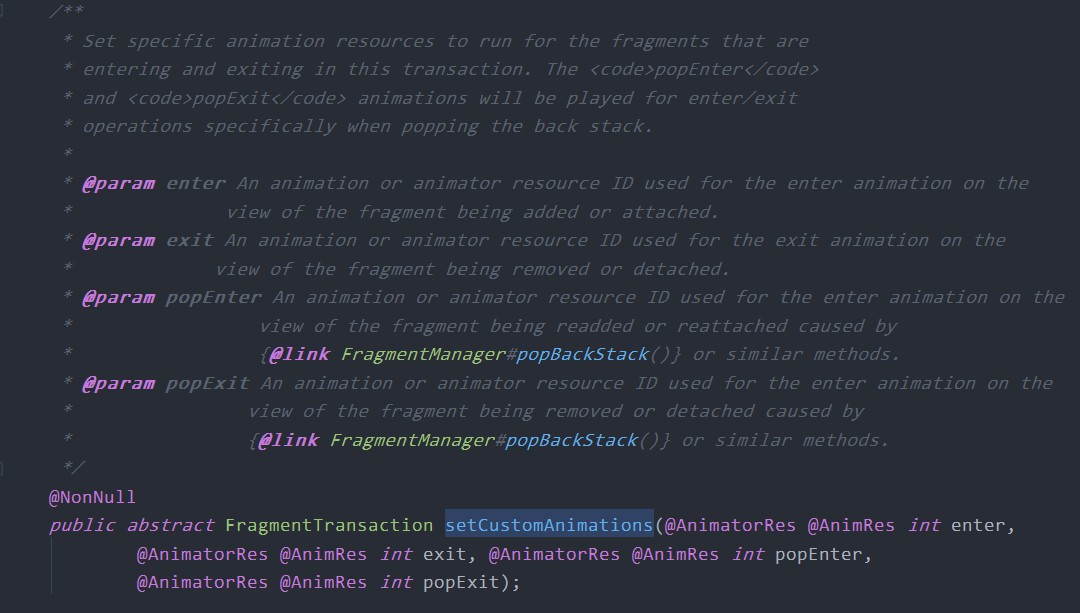 /**
* Set specific animation resources to run for the fragments that are
* entering and exiting in this transaction. The <code>popEnter</code>
* and <code>popExit</code> animations will be played for enter/exit
* operations specifically when popping the back stack.
*
* @param enter An animation or animator resource ID used for the enter animation on the
*              view of the fragment being added or attached.
* @param exit An animation or animator resource ID used for the exit animation on the
*             view of the fragment being removed or detached.
* @param popEnter An animation or animator resource ID used for the enter animation on the
*                 view of the fragment being readded or reattached caused by
*                 {@link FragmentManager#popBackStack()} or similar methods.
* @param popExit An animation or animator resource ID used for the enter animation on the
*                view of the fragment being removed or detached caused by
*                {@link FragmentManager#popBackStack()} or similar methods.
*/
@NonNull
public abstract FragmentTransaction setCustomAnimations(@AnimatorRes @AnimRes int enter,
        @AnimatorRes @AnimRes int exit, @AnimatorRes @AnimRes int popEnter,
        @AnimatorRes @AnimRes int popExit);